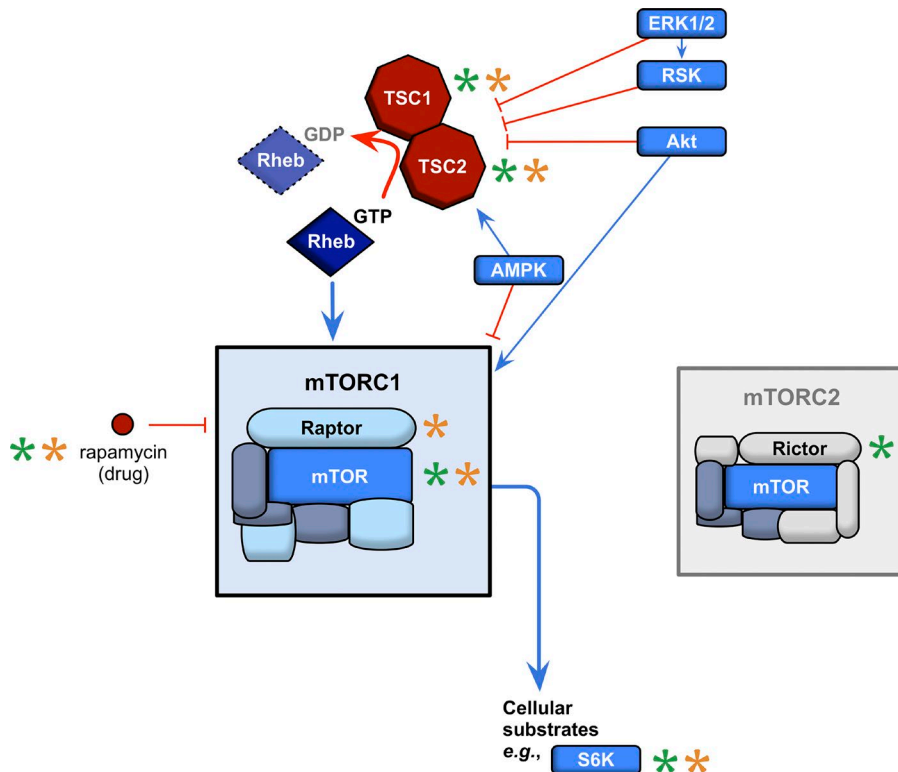 ERK1/2
RSK
Akt
TSC1
TSC2
GDP
Rheb
GTP
Rheb
AMPK
mTORC1
Raptor
mTOR
rapamycin
(drug)
mTORC2
Rictor
mTOR
Cellular
substrates
e.g., S6K